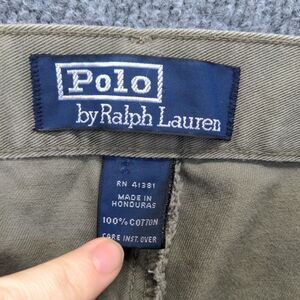 Polo
by Ralph Lauren
RN 41381
MADE IN
HONDURAS
100% COTTON
CARE INST. OVER